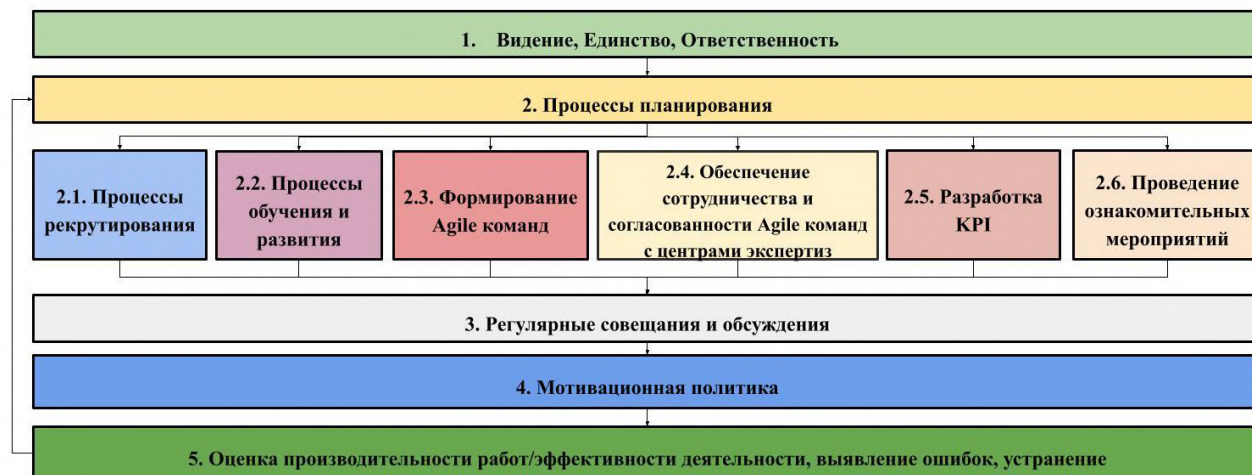 1. Видение, Единство, Ответственность
2. Процессы планирования
2.1. Процессы
рекрутирования
2.2. Процессы
обучения и
развития
2.3. Формирование
Agile команд
2.4. Обеспечение
сотрудничества и
согласованности Agile команд
с центрами экспертиз
2.5. Разработка
KPI
2.6. Проведение
ознакомительных
мероприятий
3. Регулярные совещания и обсуждения
4. Мотивационная политика
5. Оценка производительности работ/эффективности деятельности, выявление ошибок, устранение